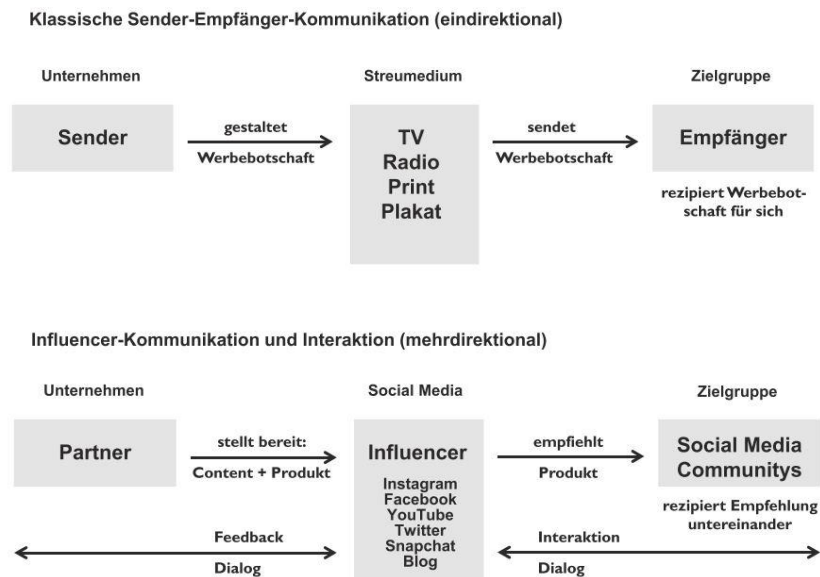 Klassische Sender-Empfänger-Kommunikation (eindirektional)
Unternehmen
Streumedium
Zielgruppe
Sender
gestaltet
Werbebotschaft
TV
Radio
Print
Plakat
sendet
Werbebotschaft
Empfänger
rezipiert Werbebot-
schaft für sich
Influencer-Kommunikation und Interaktion (mehrdirektional)
Unternehmen
Social Media
Zielgruppe
Partner
stellt bereit:
Content + Produkt
Influencer
Instagram
Facebook
YouTube
Twitter
Snapchat
Blog
empfiehlt
Produkt
Social Media
Communitys
rezipiert Empfehlung
untereinander
Feedback
Dialog
Interaktion
Dialog